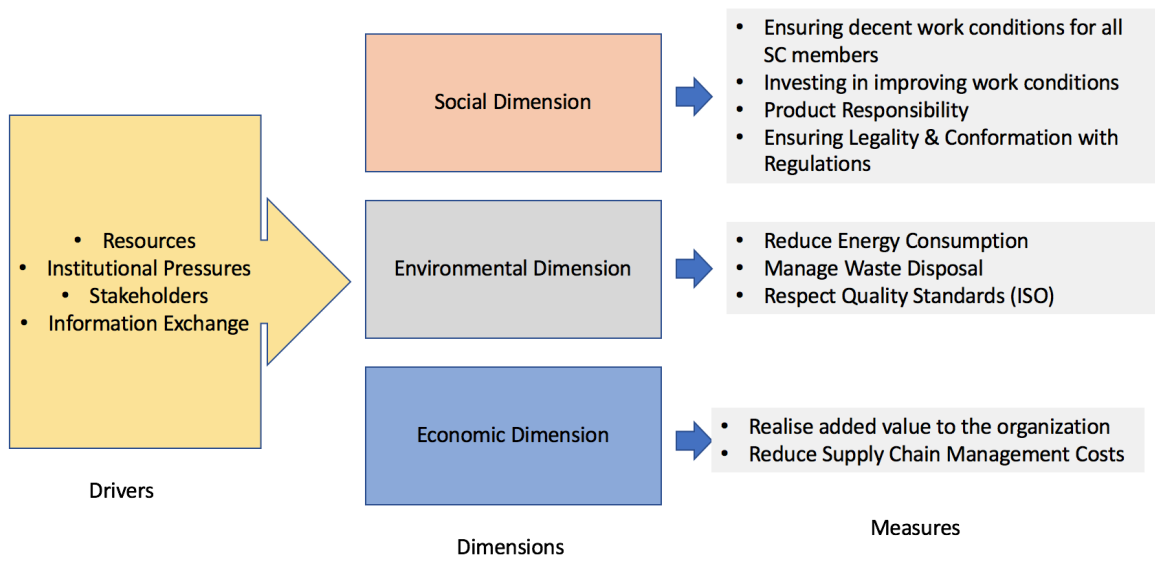 • Resources
• Institutional Pressures
• Stakeholders
• Information Exchange
Drivers
Social Dimension
Environmental Dimension
Economic Dimension
Dimensions
• Ensuring decent work conditions for all
SC members
• Investing in improving work conditions
• Product Responsibility
• Ensuring Legality & Conformation with
Regulations
• Reduce Energy Consumption
• Manage Waste Disposal
• Respect Quality Standards (ISO)
• Realise added value to the organization
• Reduce Supply Chain Management Costs
Measures